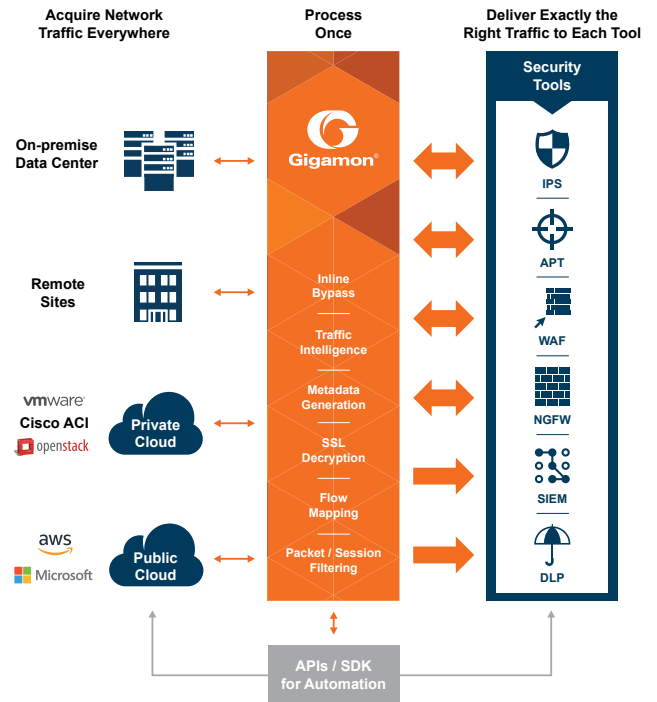 Acquire Network
Traffic Everywhere
Process
Once
Deliver Exactly the
Right Traffic to Each Tool
On-premise
Data Center
Remote
Sites
vmware®
Cisco ACI
openstack
Private
Cloud
aws
Microsoft
Public
Cloud
Gigamon®
Inline
Bypass
Traffic
Intelligence
Metadata
Generation
SSL
Decryption
Flow
Mapping
Packet / Session
Filtering
Security
Tools
IPS
APT
WAF
NGFW
SIEM
DLP
APIs / SDK
for Automation